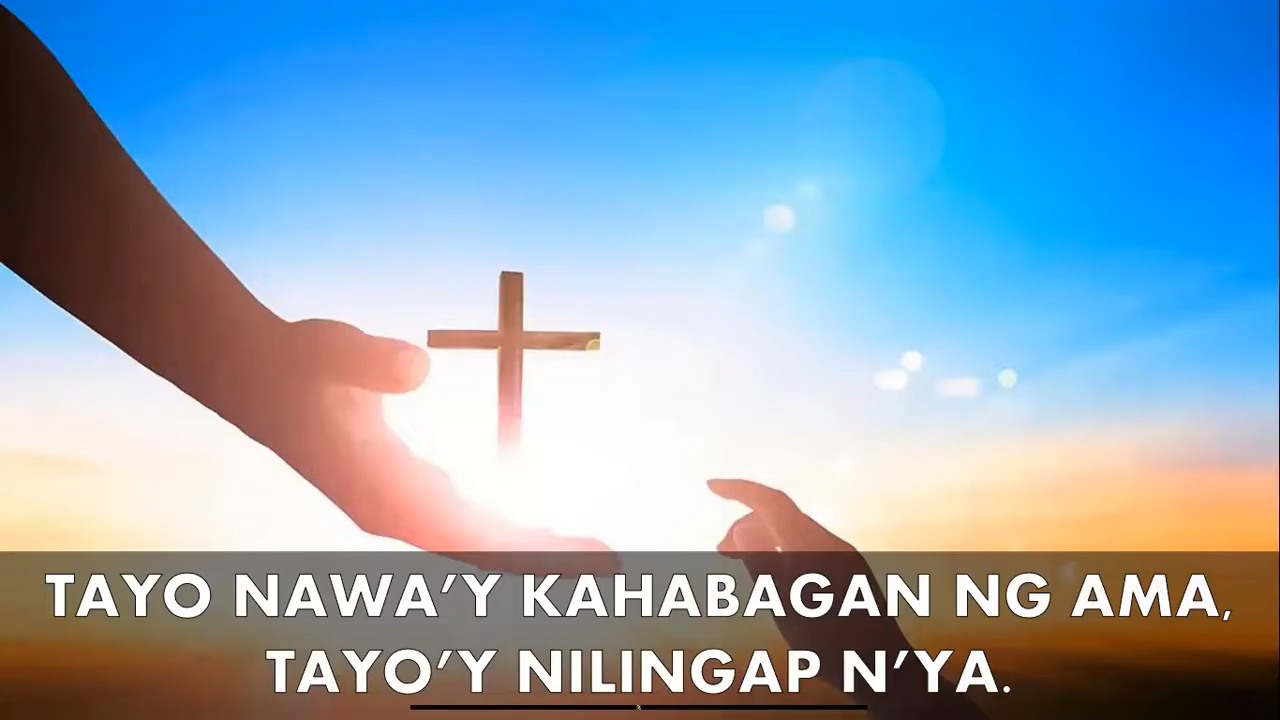 TAYO NAWA’Y KAHABAGAN NG AMA,
TAYO’Y NILINGAP N’YA.